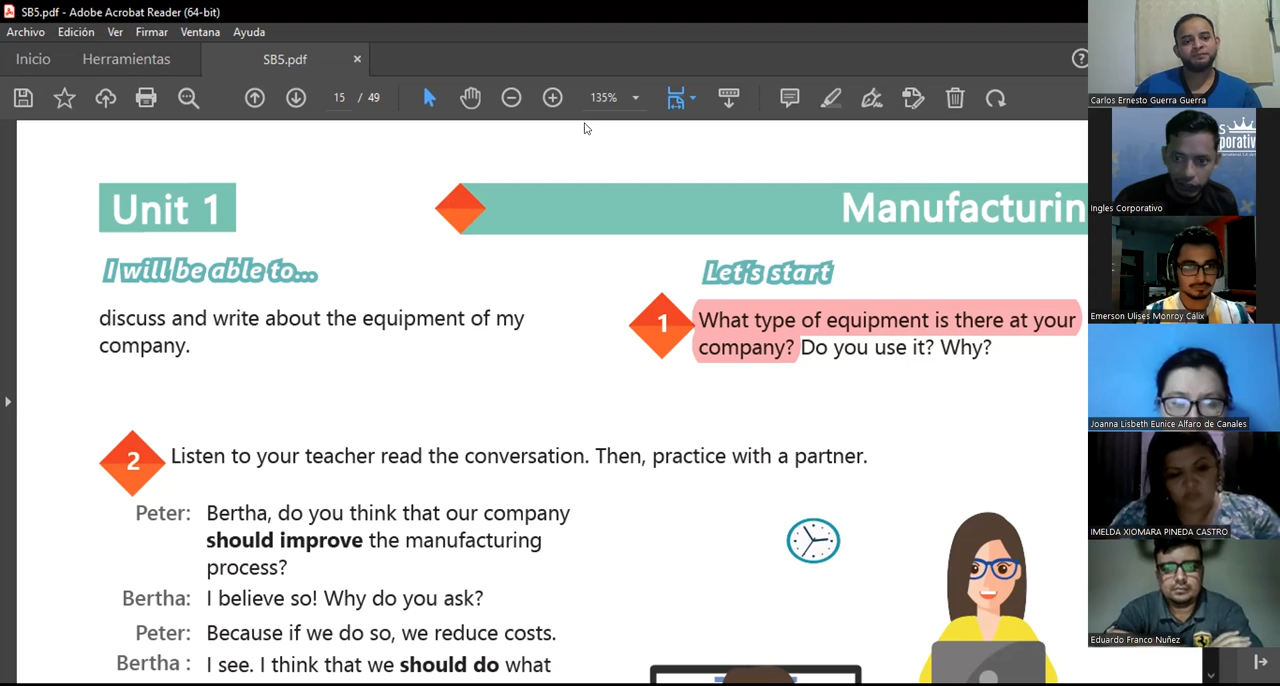 SB5.pdf - Adobe Acrobat Reader (64-bit)
Archivo Edición Ver Firmar Ventana Ayuda
Inicio Herramientas SB5.pdf ×
15 / 49 135%
Unit 1
Manufacturin
I will be able to...
Let's start
discuss and write about the equipment of my
company.
1 What type of equipment is there at your
company? Do you use it? Why?
2 Listen to your teacher read the conversation. Then, practice with a partner.
Peter: Bertha, do you think that our company
should improve the manufacturing
process?
Bertha: I believe so! Why do you ask?
Peter: Because if we do so, we reduce costs.
Bertha : I see. I think that we should do what
Carlos Ernesto Guerra Guerra
S
porativ
Ingles Corporativo
Emerson Ulises Monroy Cálix
Joanna Lisbeth Eunice Alfaro de Canales
IMELDA XIOMARA PINEDA CASTRO
Eduardo Franco Nuñez